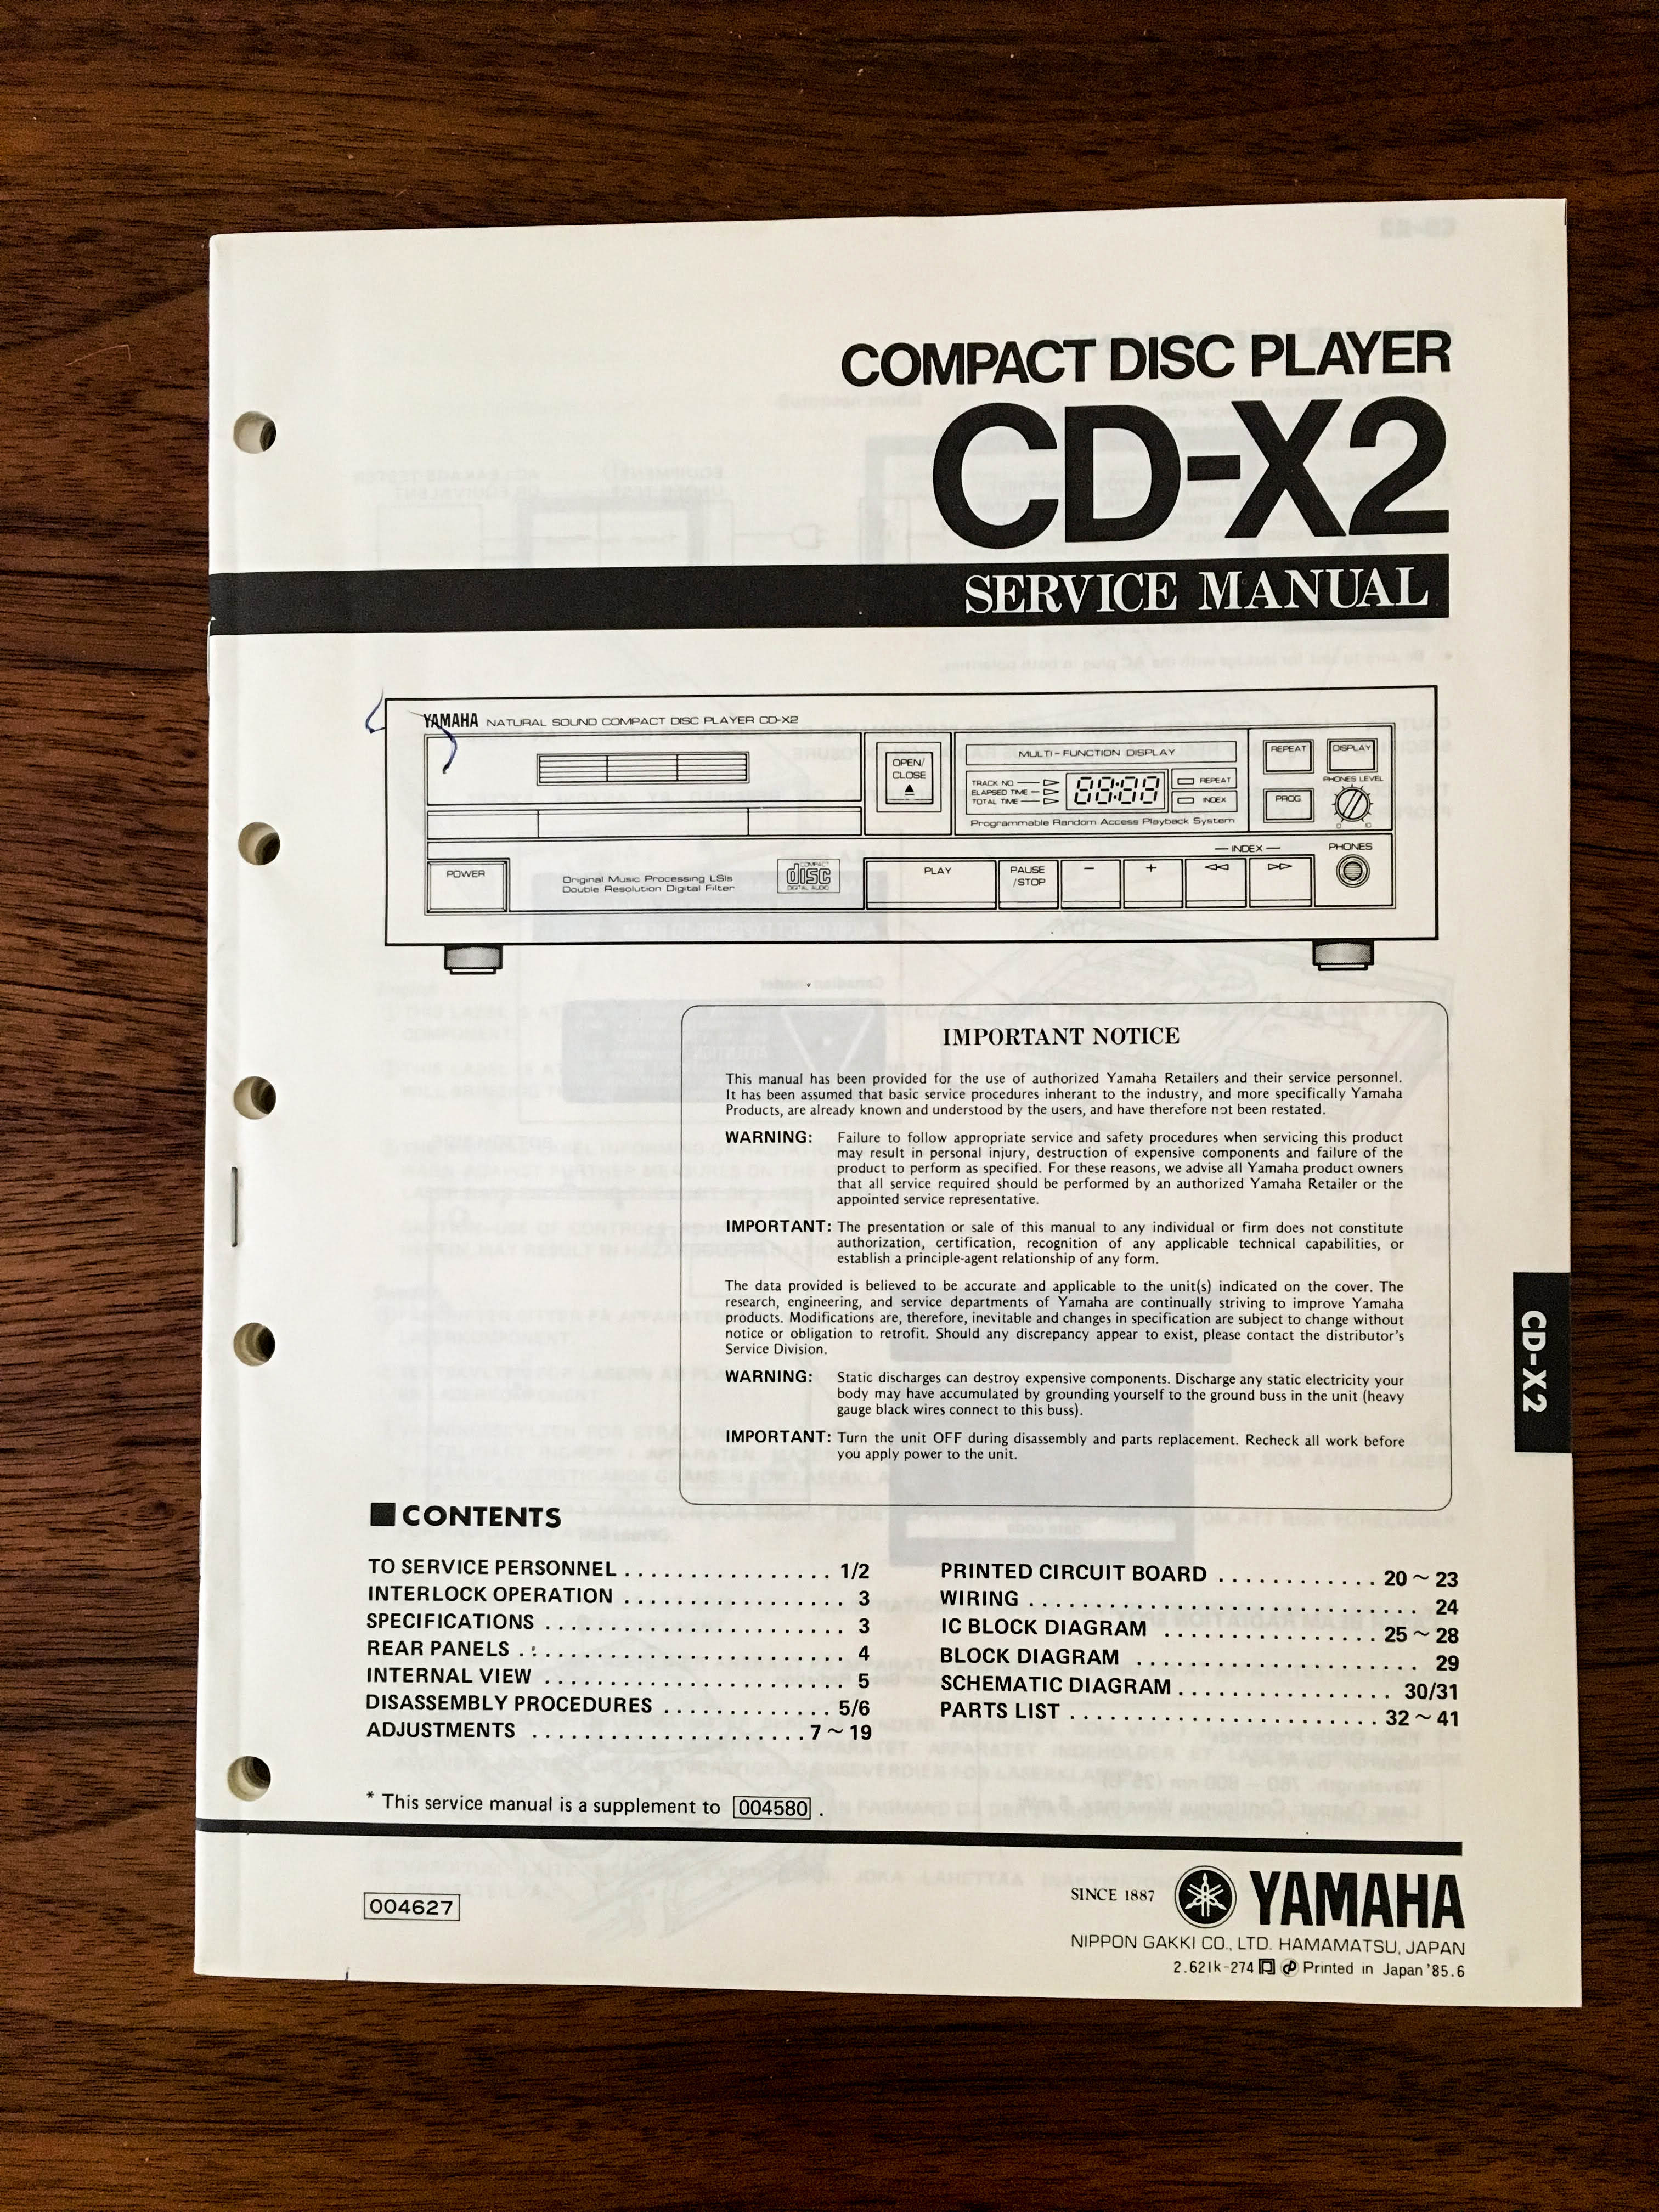 COMPACT DISC PLAYER
CD-X2
SERVICE MANUAL
YAMAHA NATURAL SOUND COMPACT DISC PLAYER CD-X2
OPEN/
CLOSE
MULTI-FUNCTION DISPLAY
TRACK NO.
ELAPSED TIME
TOTAL TIME
88:88
REPEAT
INDEX
Programmable Random Access Playback System
REPEAT
DISPLAY
PHONES LEVEL
PROG.
0 10
POWER
Original Music Processing LSIs
Double Resolution Digital Filter
COMPACT
disc
DIGITAL AUDIO
PLAY
PAUSE
/STOP
−
+
INDEX
PHONES
IMPORTANT NOTICE
This manual has been provided for the use of authorized Yamaha Retailers and their service personnel.
It has been assumed that basic service procedures inherant to the industry, and more specifically Yamaha
Products, are already known and understood by the users, and have therefore not been restated.
WARNING: Failure to follow appropriate service and safety procedures when servicing this product
may result in personal injury, destruction of expensive components and failure of the
product to perform as specified. For these reasons, we advise all Yamaha product owners
that all service required should be performed by an authorized Yamaha Retailer or the
appointed service representative.
IMPORTANT: The presentation or sale of this manual to any individual or firm does not constitute
authorization, certification, recognition of any applicable technical capabilities, or
establish a principle-agent relationship of any form.
The data provided is believed to be accurate and applicable to the unit(s) indicated on the cover. The
research, engineering, and service departments of Yamaha are continually striving to improve Yamaha
products. Modifications are, therefore, inevitable and changes in specification are subject to change without
notice or obligation to retrofit. Should any discrepancy appear to exist, please contact the distributor's
Service Division.
WARNING: Static discharges can destroy expensive components. Discharge any static electricity your
body may have accumulated by grounding yourself to the ground buss in the unit (heavy
gauge black wires connect to this buss).
IMPORTANT: Turn the unit OFF during disassembly and parts replacement. Recheck all work before
you apply power to the unit.
CD-X2
■CONTENTS
TO SERVICE PERSONNEL ................ 1/2
INTERLOCK OPERATION ................. 3
SPECIFICATIONS ....................... 3
REAR PANELS ......................... 4
INTERNAL VIEW ....................... 5
DISASSEMBLY PROCEDURES ............. 5/6
ADJUSTMENTS ..................... 7 ~ 19
PRINTED CIRCUIT BOARD ............ 20 ~ 23
WIRING .............................. 24
IC BLOCK DIAGRAM ................ 25 ~ 28
BLOCK DIAGRAM ...................... 29
SCHEMATIC DIAGRAM ................ 30/31
PARTS LIST ....................... 32 ~ 41
* This service manual is a supplement to 004580 .
004627
SINCE 1887 YAMAHA
NIPPON GAKKI CO., LTD. HAMAMATSU, JAPAN
2.62Ik-274 Printed in Japan '85.6